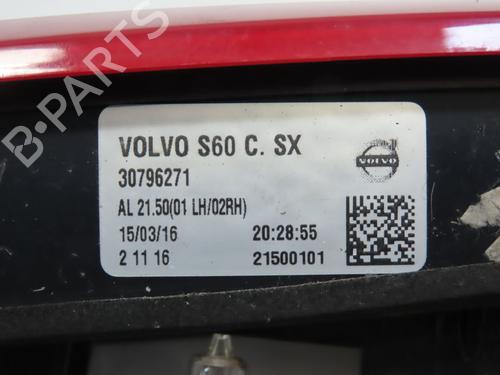 B-PARTS
VOLVO S60 C. SX
30796271
VOLVO
AL 21.50(01 LH/02RH)
15/03/16 20:28:55
2 11 16 21500101